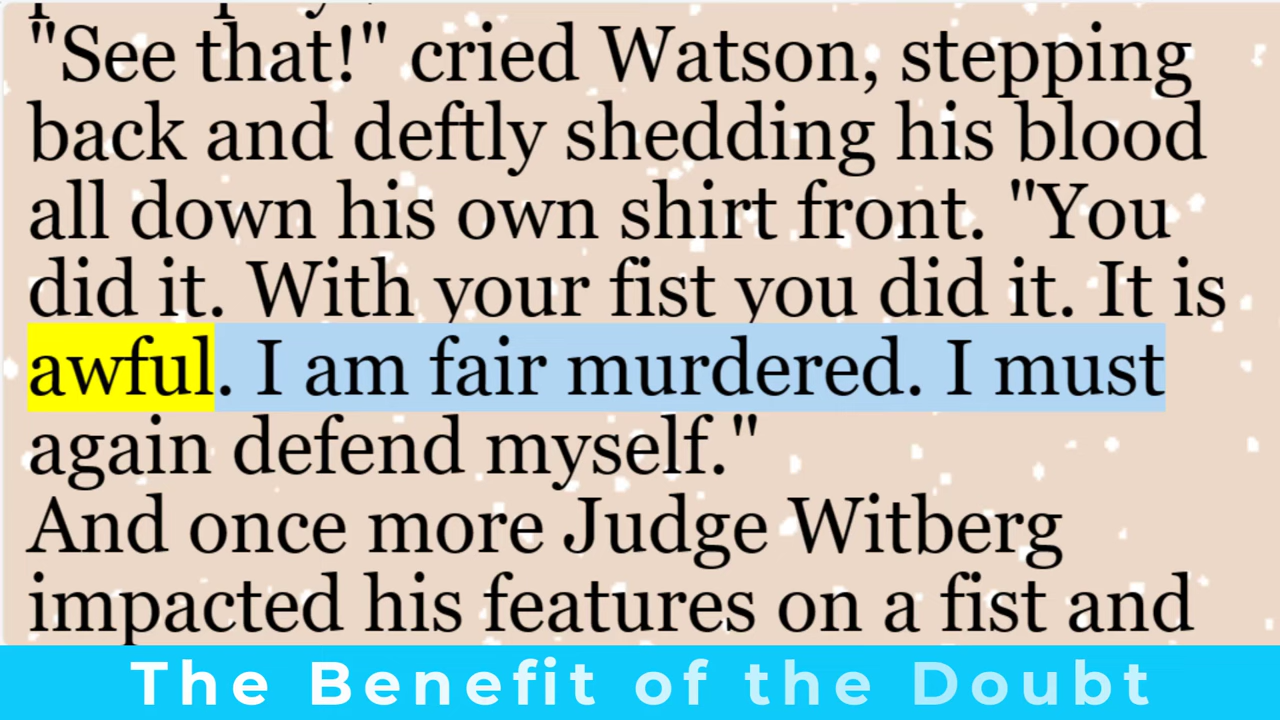 "See that!" cried Watson, stepping
back and deftly shedding his blood
all down his own shirt front. "You
did it. With your fist you did it. It is
awful. I am fair murdered. I must
again defend myself."
And once more Judge Witberg
impacted his features on a fist and
The Benefit of the Doubt